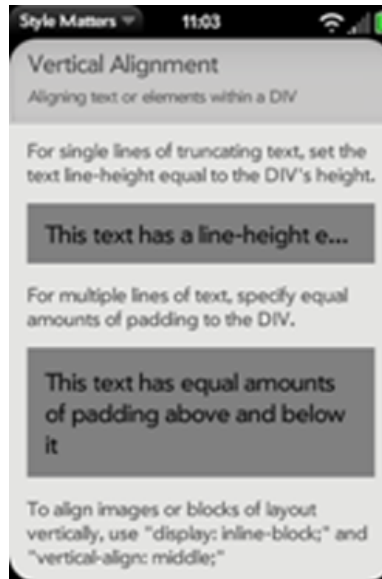 Style Matters 11:03
Vertical Alignment
Aligning text or elements within a DIV
For single lines of truncating text, set the
text line-height equal to the DIV's height.
This text has a line-height e...
For multiple lines of text, specify equal
amounts of padding to the DIV.
This text has equal amounts
of padding above and below
it
To align images or blocks of layout
vertically, use "display: inline-block;" and
"vertical-align: middle;"